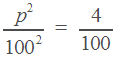 p²/100² = 4/100